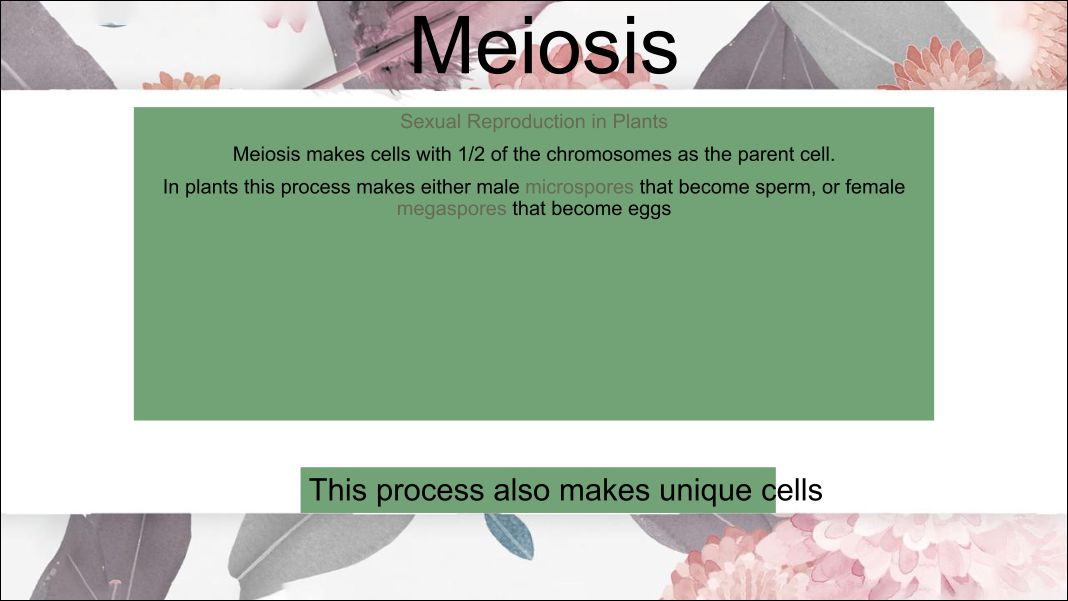 Meiosis
Sexual Reproduction in Plants
Meiosis makes cells with 1/2 of the chromosomes as the parent cell.
In plants this process makes either male microspores that become sperm, or female
megaspores that become eggs
This process also makes unique cells